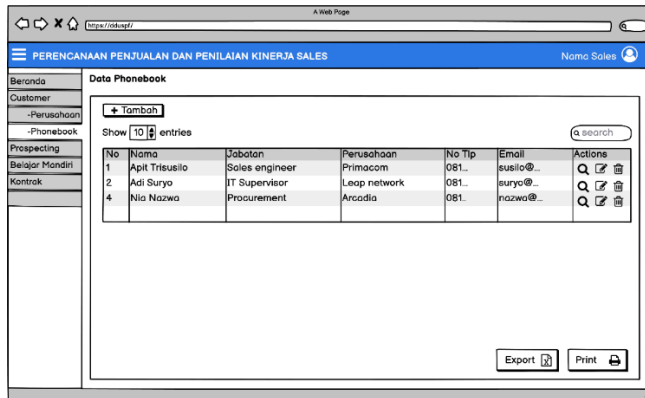 A Web Page
https://dduspf/
PERENCANAAN PENJUALAN DAN PENILAIAN KINERJA SALES
Nama Sales
Beranda
Customer
-Perusahaan
-Phonebook
Prospecting
Belajar Mandiri
Kontrak
Data Phonebook
+ Tambah
Show 10 entries
search
No Nama Jabatan Perusahaan No Tlp Email Actions
1 Apit Trisusilo Sales engineer Primacom 081... susilo@...
2 Adi Suryo IT Supervisor Leap network 081... suryo@...
4 Nia Nazwa Procurement Arcadia 081.. nazwa@...
Export
Print